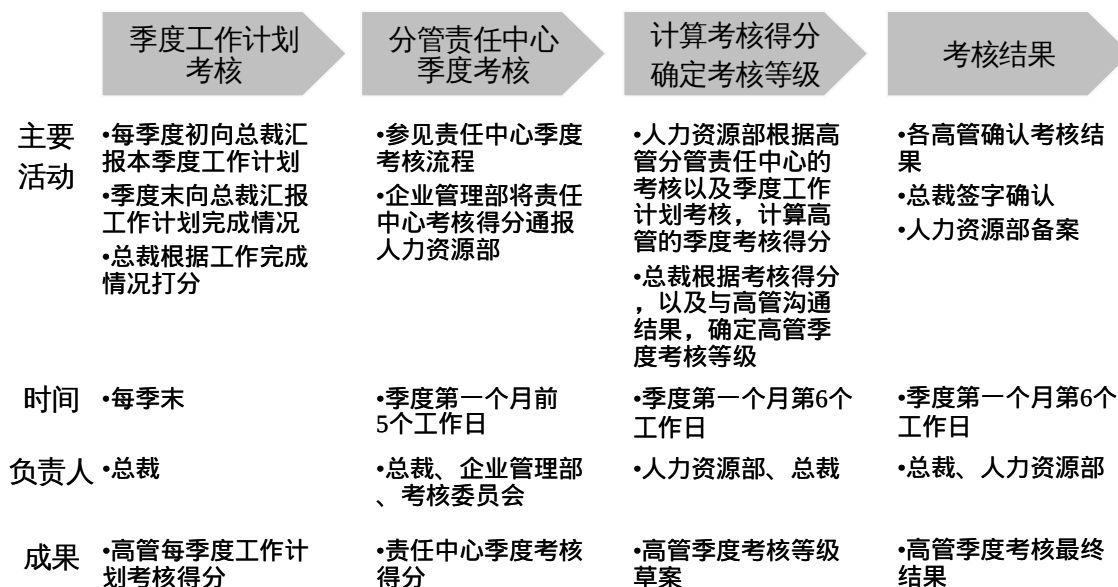 季度工作计划
考核
分管责任中心
季度考核
计算考核得分
确定考核等级
考核结果
主要
活动
•每季度初向总裁汇
报本季度工作计划
•季度末向总裁汇报
工作计划完成情况
•总裁根据工作完成
情况打分
•参见责任中心季度
考核流程
•企业管理部将责任
中心考核得分通报
人力资源部
•人力资源部根据高
管分管责任中心的
考核以及季度工作
计划考核，计算高
管的季度考核得分
•总裁根据考核得分
，以及与高管沟通
结果，确定高管季
度考核等级
•各高管确认考核结
果
•总裁签字确认
•人力资源部备案
时间
•每季末
•季度第一个月前
5个工作日
•季度第一个月第6个
工作日
•季度第一个月第6个
工作日
负责人
•总裁
•总裁、企业管理部
、考核委员会
•人力资源部、总裁
•总裁、人力资源部
成果
•高管每季度工作计
划考核得分
•责任中心季度考核
得分
•高管季度考核等级
草案
•高管季度考核最终
结果